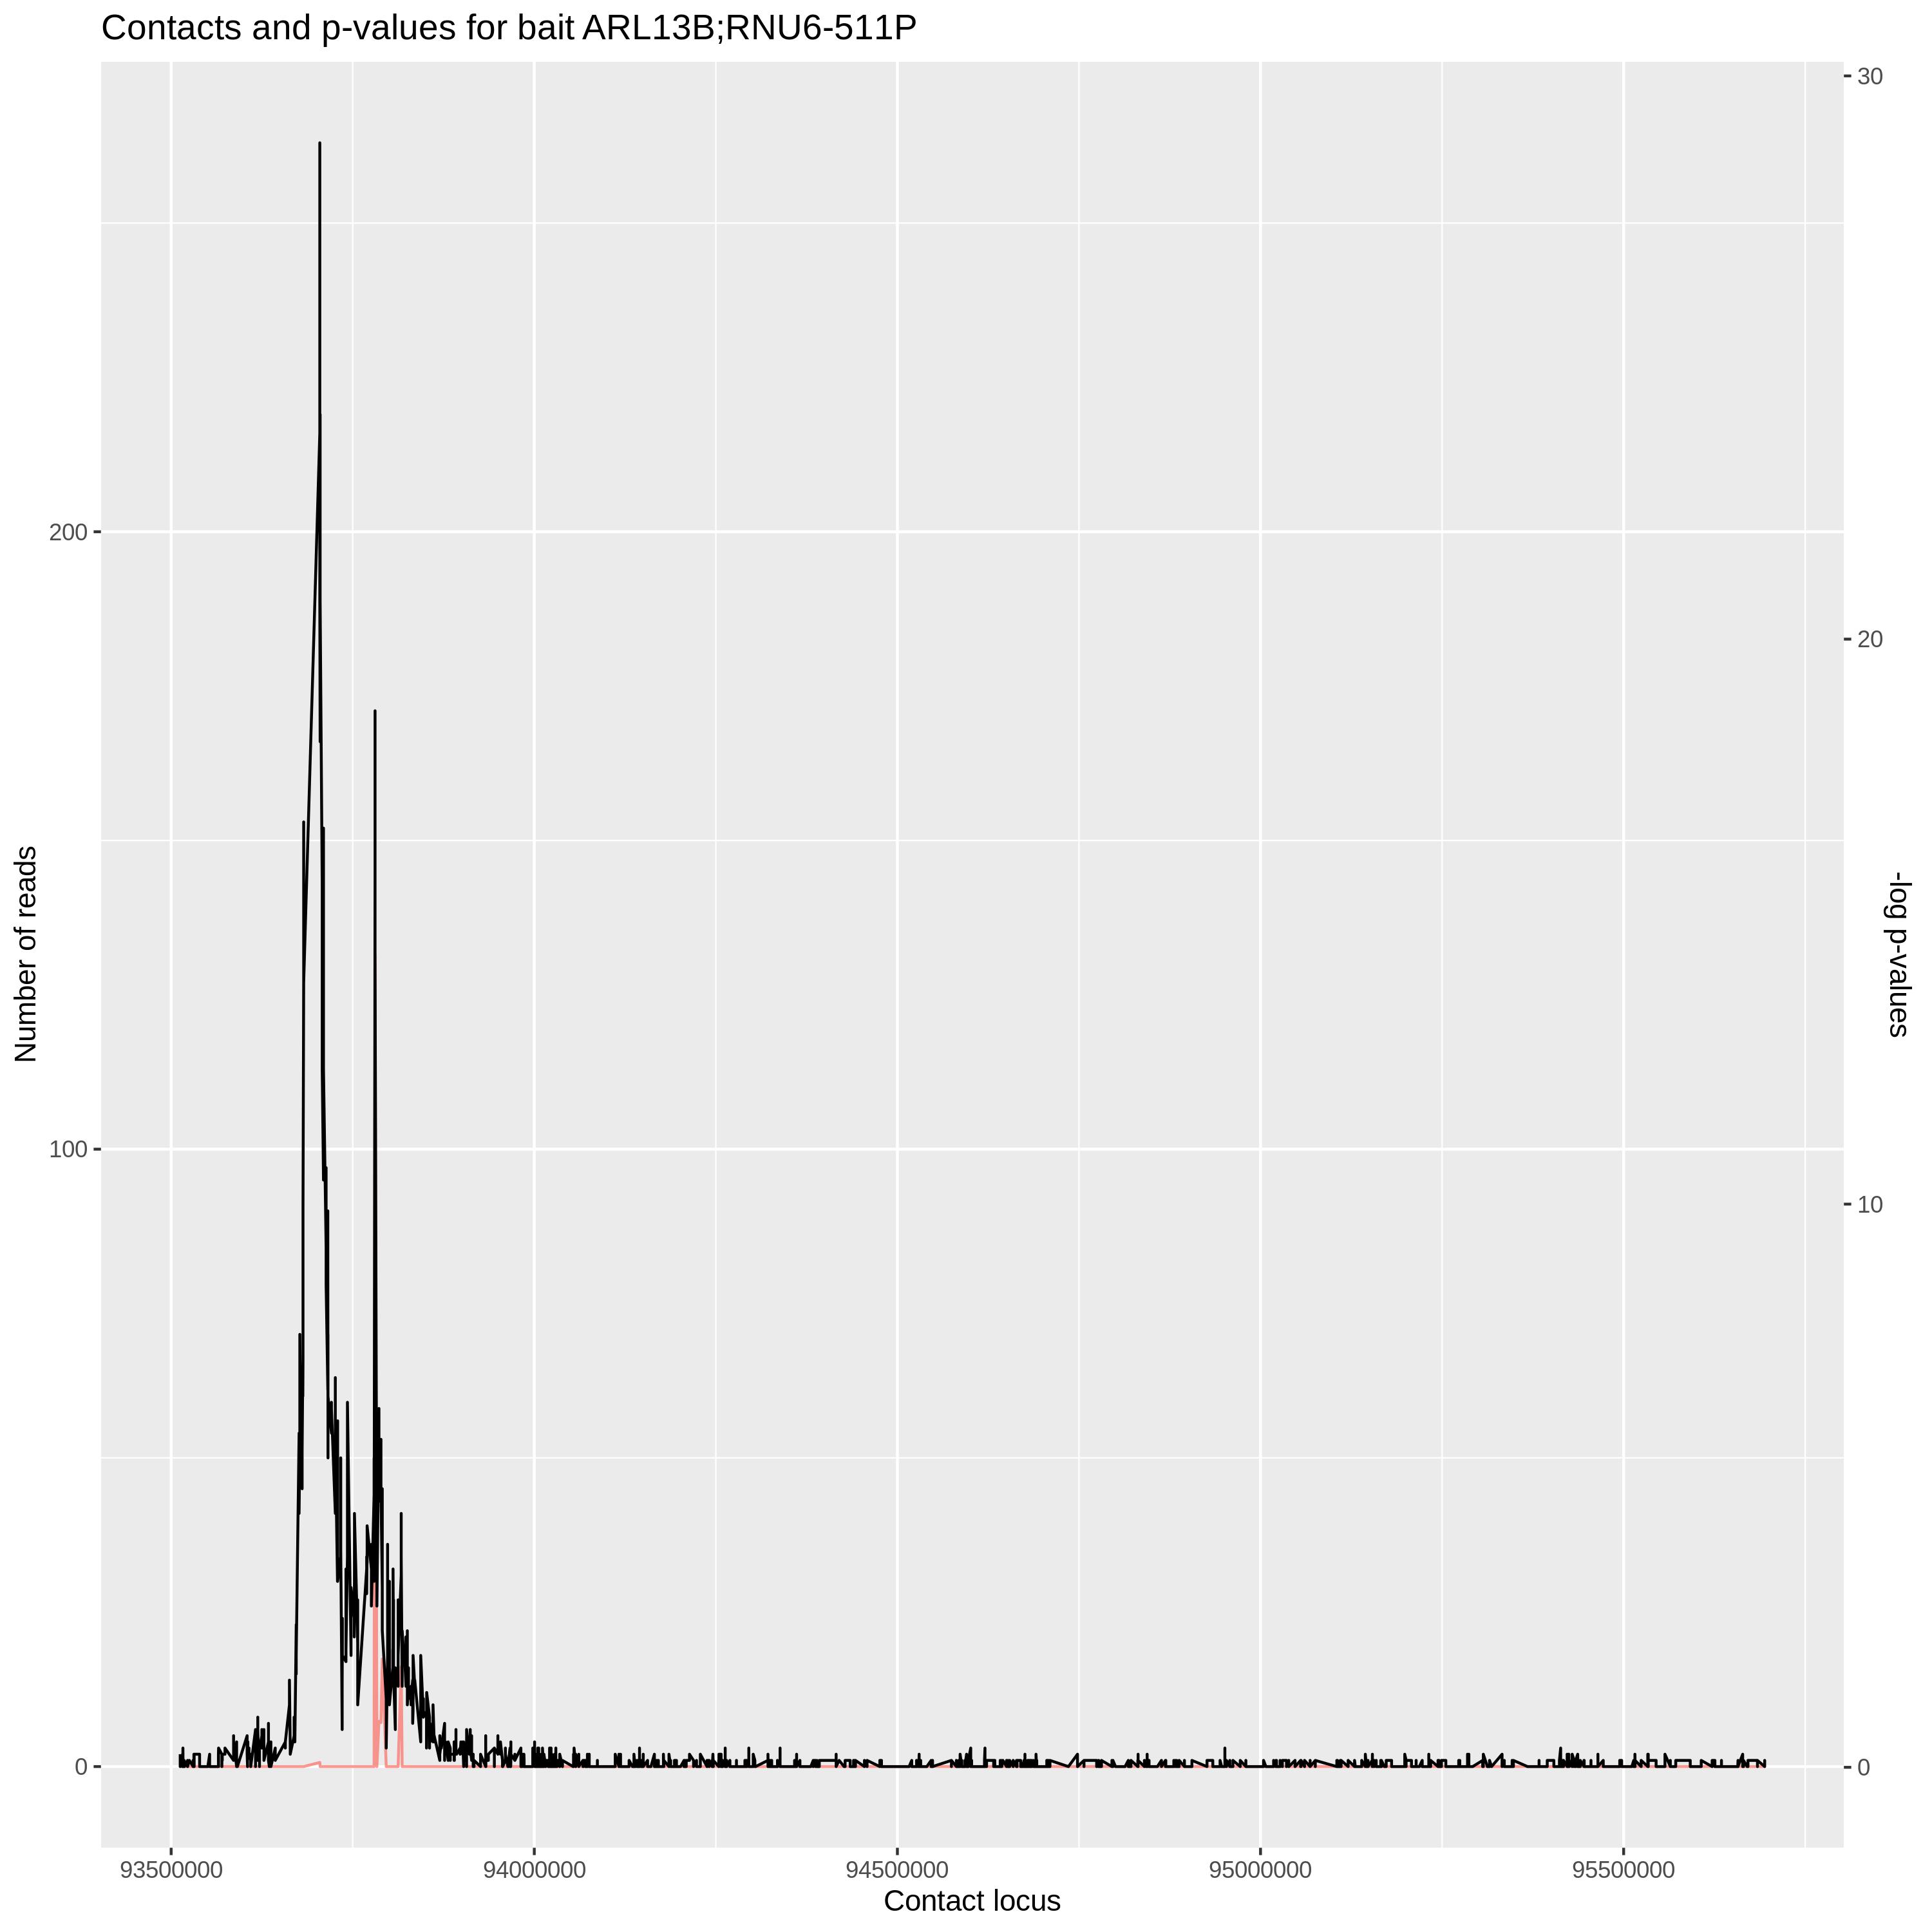 Contacts and p-values for bait ARL13B;RNU6-511P
30
200
20
Number of reads
-log p-values
100
10
0
0
93500000 94000000 94500000 95000000 95500000
Contact locus